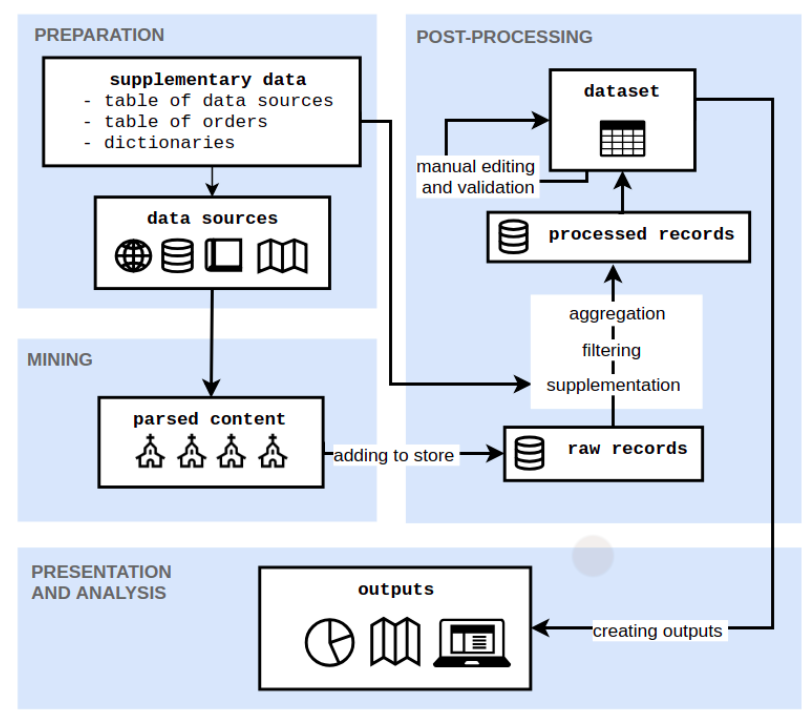 PREPARATION
supplementary data
- table of data sources
- table of orders
- dictionaries
data sources
MINING
parsed content
adding to store
POST-PROCESSING
dataset
manual editing
and validation
processed records
aggregation
filtering
supplementation
raw records
PRESENTATION
AND ANALYSIS
outputs
creating outputs